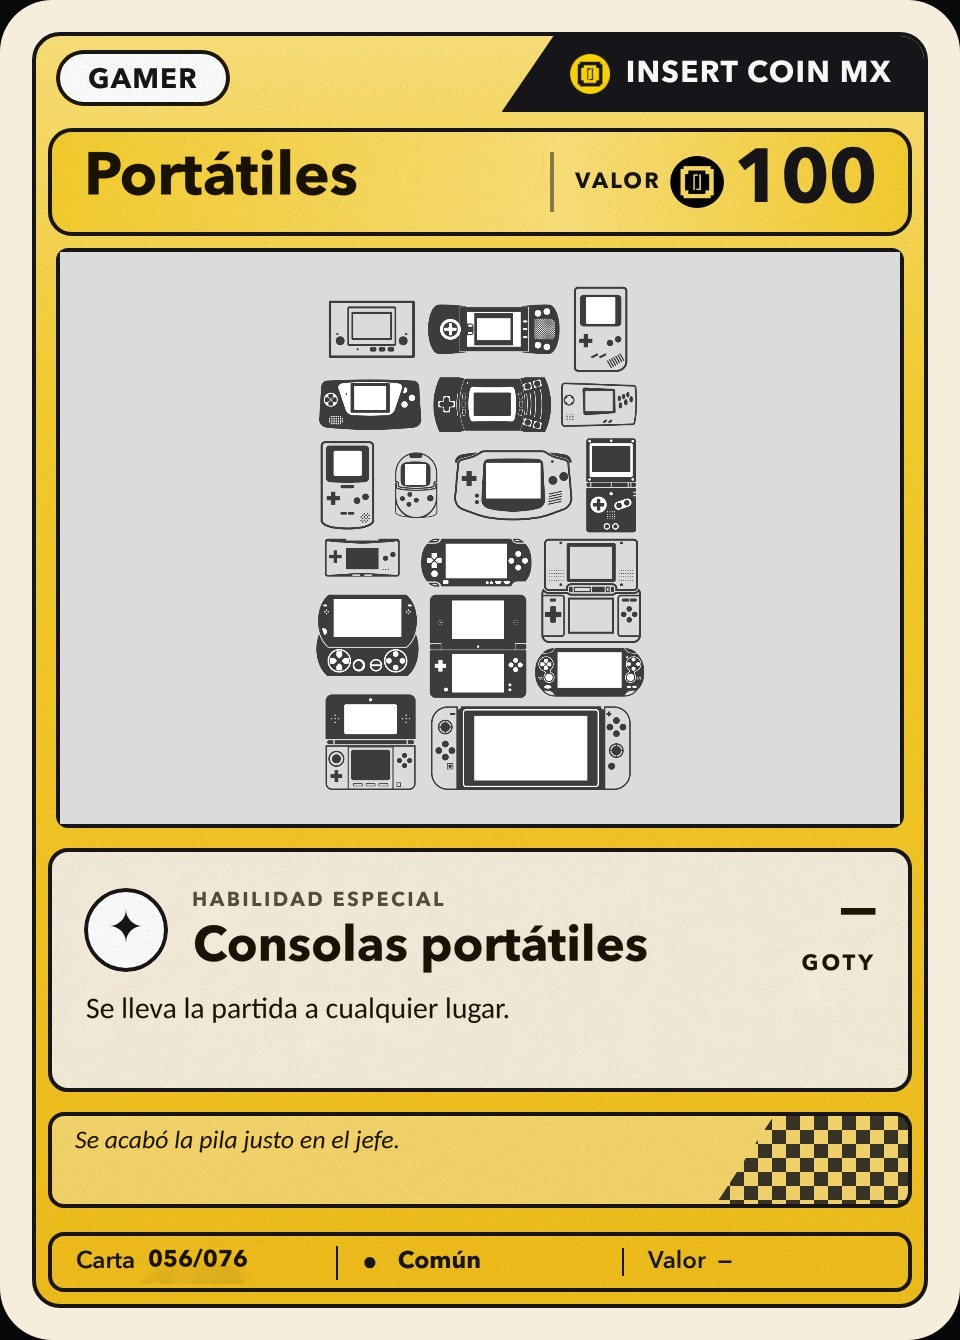 GAMER
INSERT COIN MX
Portátiles
VALOR 100
HABILIDAD ESPECIAL
Consolas portátiles
—
GOTY
Se lleva la partida a cualquier lugar.
Se acabó la pila justo en el jefe.
Carta 056/076 ● Común Valor –